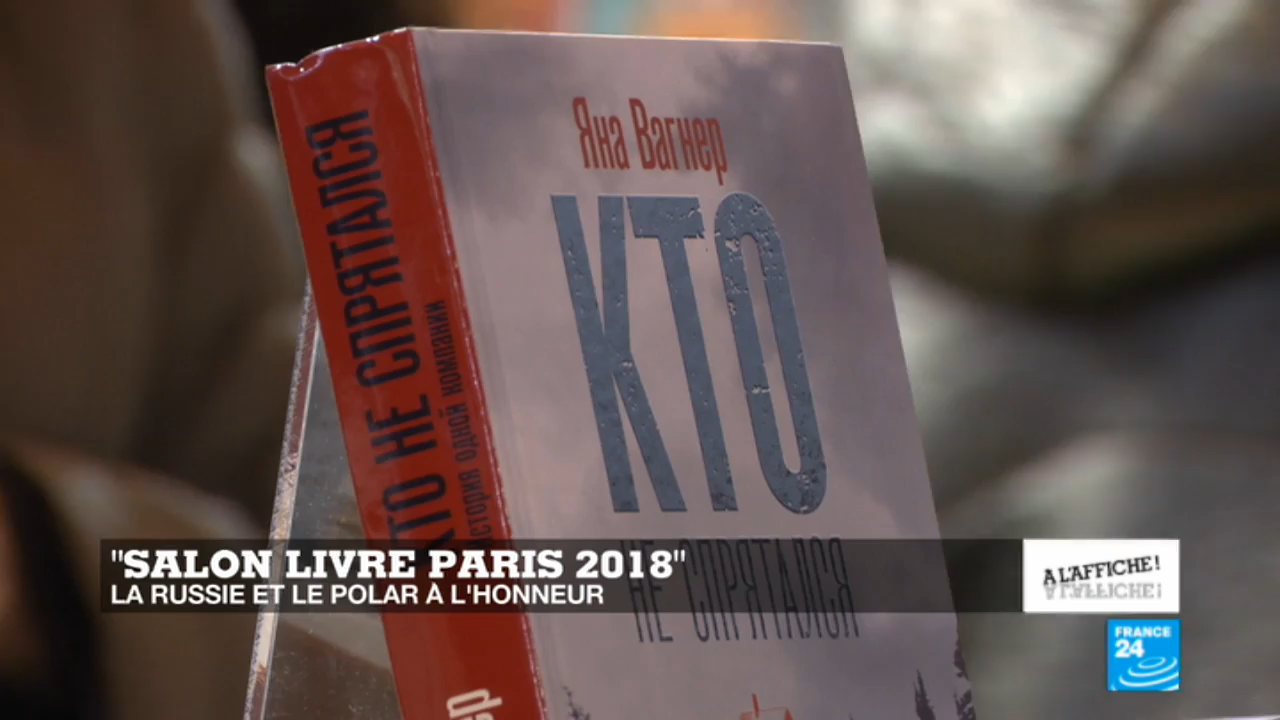 Яна Вагнер
КТО
НЕ СПРЯТАЛСЯ
КТО НЕ СПРЯТАЛСЯ
история одной компании
"SALON LIVRE PARIS 2018"
LA RUSSIE ET LE POLAR À L'HONNEUR
A L'AFFICHE !
FRANCE
24